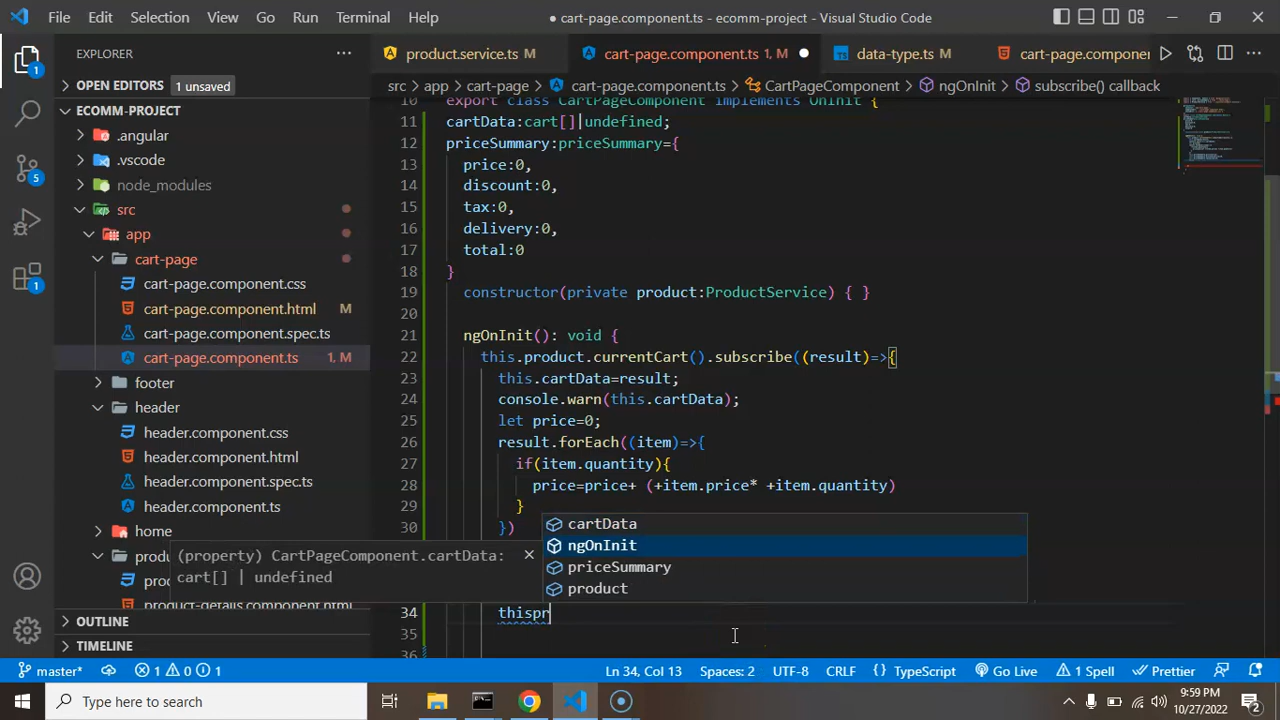 File Edit Selection View Go Run Terminal Help
● cart-page.component.ts - ecomm-project - Visual Studio Code
EXPLORER
OPEN EDITORS 1 unsaved
ECOMM-PROJECT
.angular
.vscode
node_modules
src
app
cart-page
cart-page.component.css
cart-page.component.html M
cart-page.component.spec.ts
cart-page.component.ts 1, M
footer
header
header.component.css
header.component.html
header.component.spec.ts
header.component.ts
home
OUTLINE
TIMELINE
1
5
1
product.service.ts M
cart-page.component.ts 1, M ●
data-type.ts M
cart-page.componen
src > app > cart-page > cart-page.component.ts > CartPageComponent > ngOnInit > subscribe() callback
10 export class CartPageComponent implements OnInit {
11 cartData:cart[]|undefined;
12 priceSummary:priceSummary={
13 price:0,
14 discount:0,
15 tax:0,
16 delivery:0,
17 total:0
18 }
19 constructor(private product:ProductService) { }
20
21 ngOnInit(): void {
22 this.product.currentCart().subscribe((result)=>{
23 this.cartData=result;
24 console.warn(this.cartData);
25 let price=0;
26 result.forEach((item)=>{
27 if(item.quantity){
28 price=price+ (+item.price* +item.quantity)
29 }
30 })
cartData
ngOnInit
priceSummary
product
(property) CartPageComponent.cartData:
cart[] | undefined
34 thispr
35
36
master* 1 0 1
Ln 34, Col 13 Spaces: 2 UTF-8 CRLF { } TypeScript Go Live 1 Spell Prettier
Type here to search
9:59 PM
10/27/2022
2